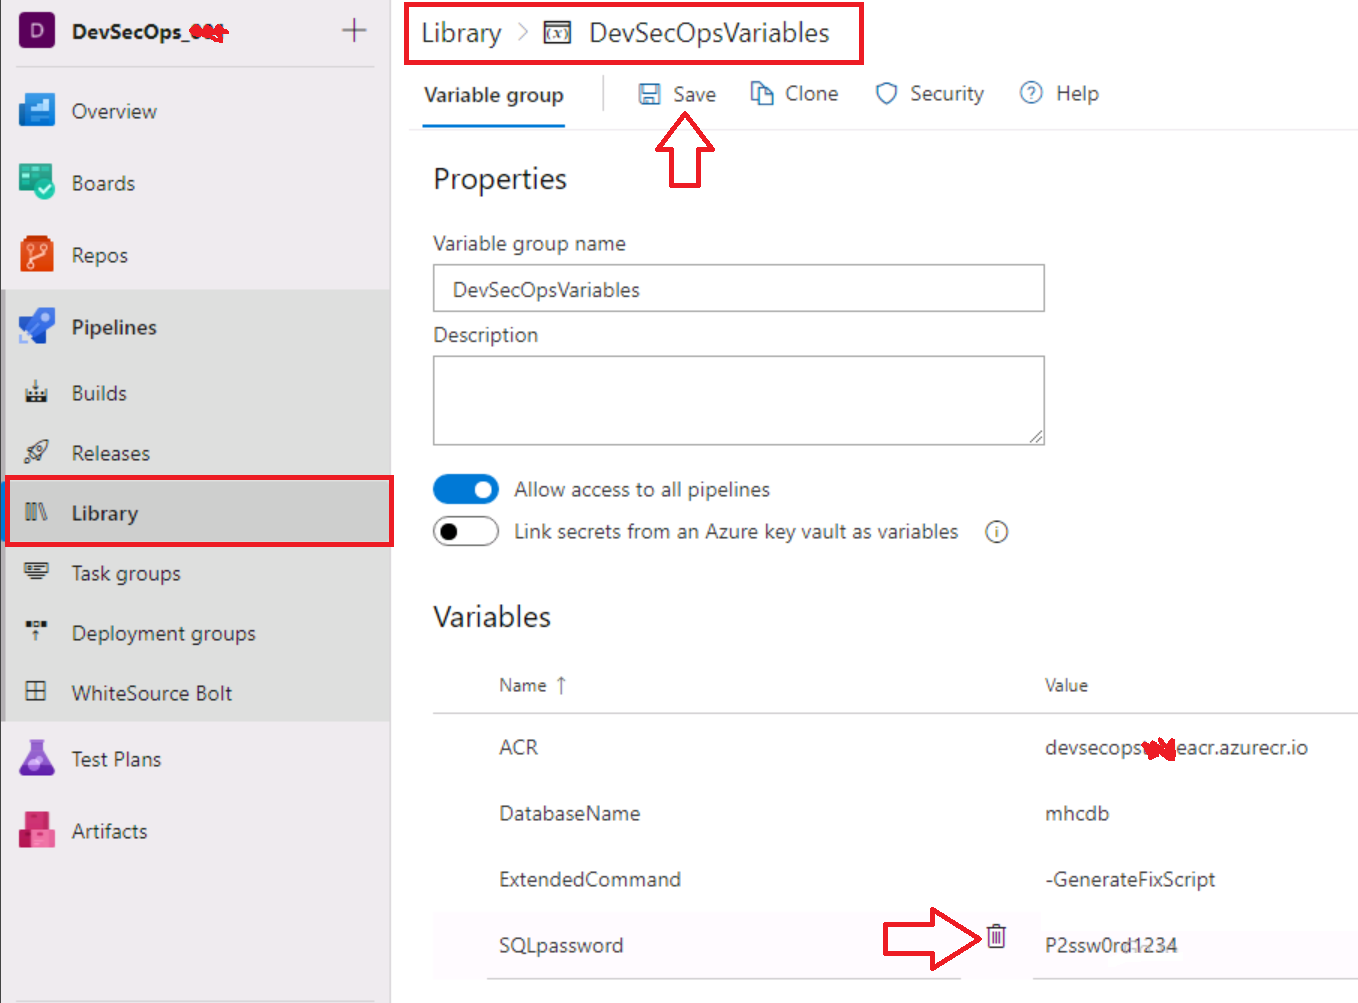 D
DevSecOps_
Overview
Boards
Repos
Pipelines
Builds
Releases
Library
Task groups
Deployment groups
WhiteSource Bolt
Test Plans
Artifacts
Library > DevSecOpsVariables
Variable group Save Clone Security Help
Properties
Variable group name
DevSecOpsVariables
Description
Allow access to all pipelines
Link secrets from an Azure key vault as variables
Variables
Name ↑ Value
ACR devsecops eacr.azurecr.io
DatabaseName mhcdb
ExtendedCommand -GenerateFixScript
SQLpassword P2ssw0rd1234